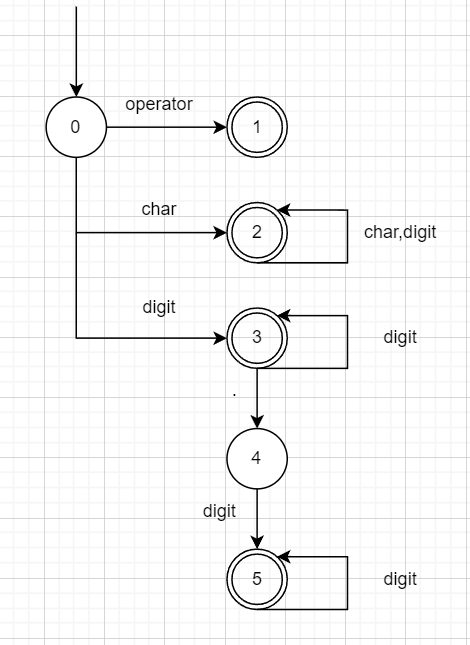 operator
0
1
char
2
char,digit
digit
3
digit
.
4
digit
5
digit